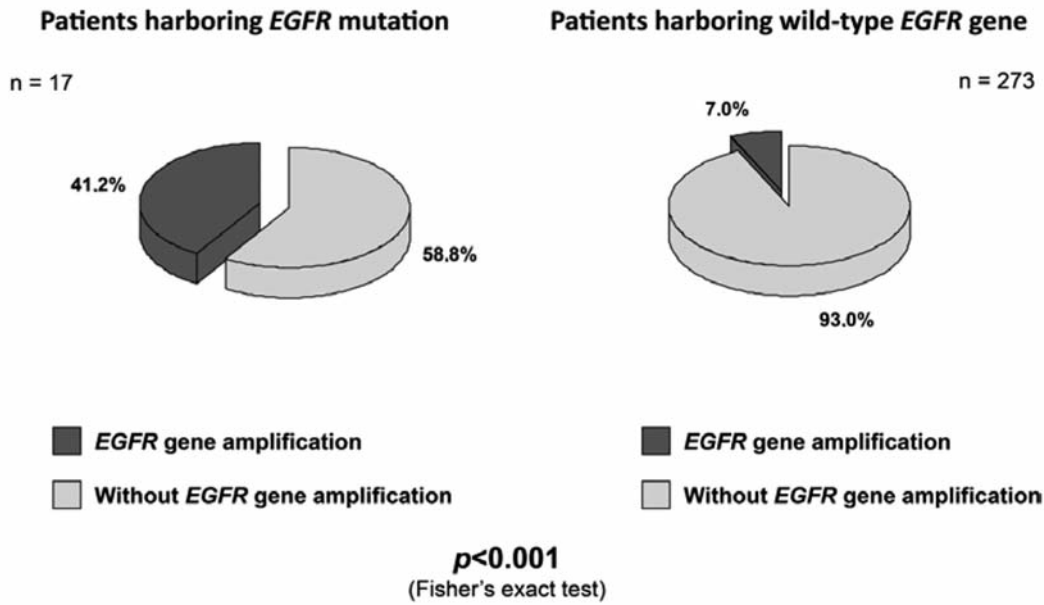 Patients harboring EGFR mutation
n = 17
41.2%
58.8%
EGFR gene amplification
Without EGFR gene amplification
Patients harboring wild-type EGFR gene
n = 273
7.0%
93.0%
EGFR gene amplification
Without EGFR gene amplification
p<0.001
(Fisher's exact test)